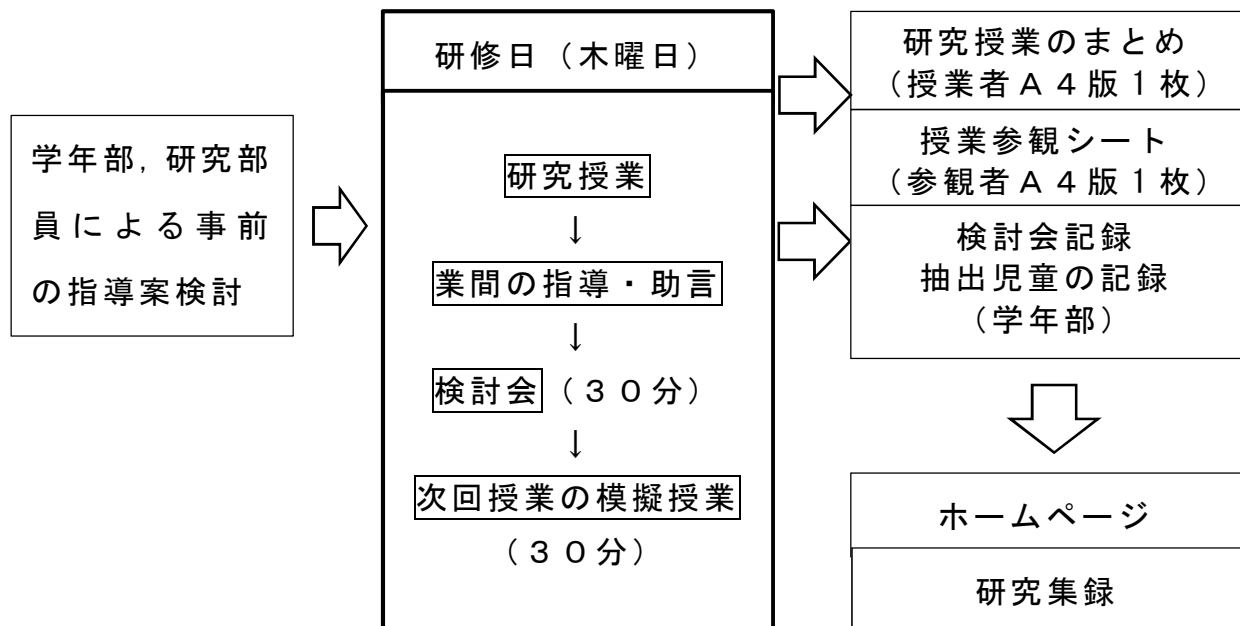 学年部,研究部
員による事前
の指導案検討
研修日（木曜日）
研究授業
↓
業間の指導・助言
↓
検討会（３０分）
↓
次回授業の模擬授業
（３０分）
研究授業のまとめ
（授業者Ａ４版１枚）
授業参観シート
（参観者Ａ４版１枚）
検討会記録
抽出児童の記録
（学年部）
ホームページ
研究集録